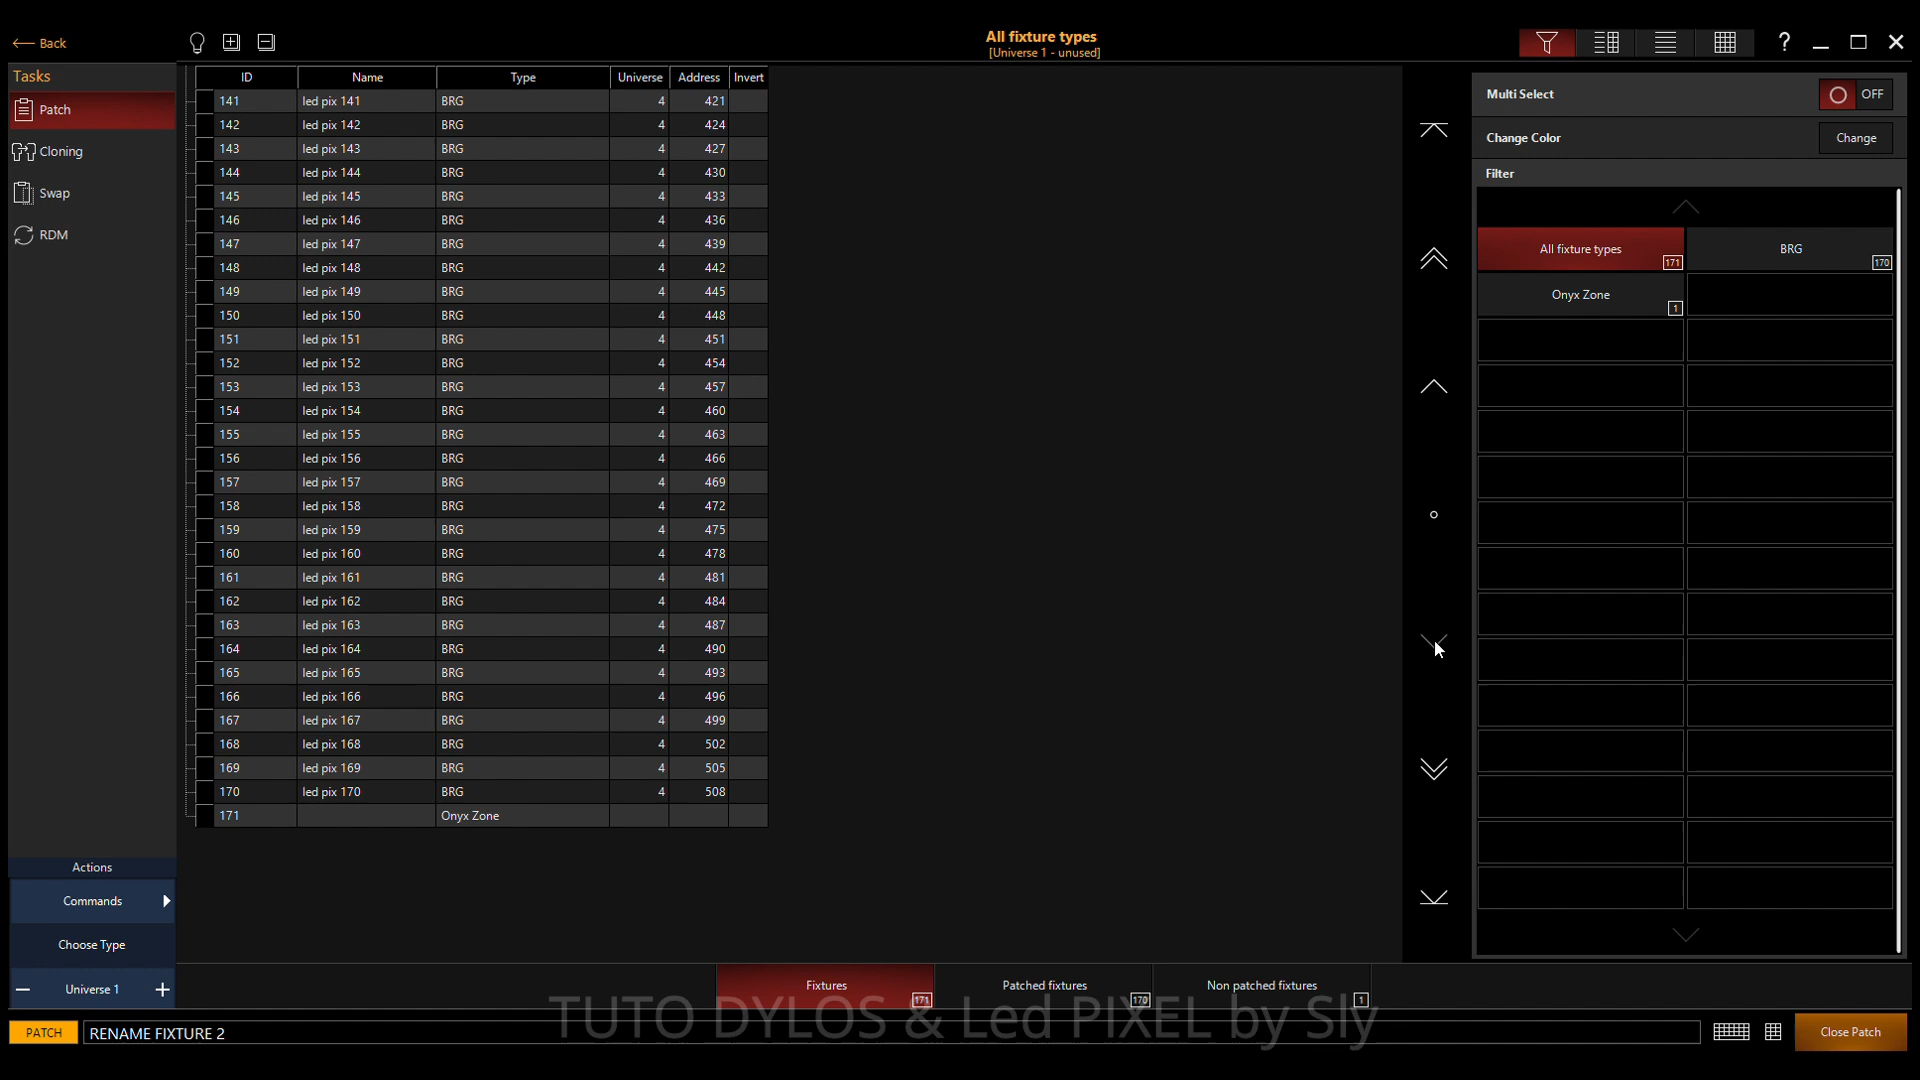 Back
All fixture types
[Universe 1 - unused]
?
Tasks
Patch
Cloning
Swap
RDM
ID Name Type Universe Address Invert
141 led pix 141 BRG 4 421
142 led pix 142 BRG 4 424
143 led pix 143 BRG 4 427
144 led pix 144 BRG 4 430
145 led pix 145 BRG 4 433
146 led pix 146 BRG 4 436
147 led pix 147 BRG 4 439
148 led pix 148 BRG 4 442
149 led pix 149 BRG 4 445
150 led pix 150 BRG 4 448
151 led pix 151 BRG 4 451
152 led pix 152 BRG 4 454
153 led pix 153 BRG 4 457
154 led pix 154 BRG 4 460
155 led pix 155 BRG 4 463
156 led pix 156 BRG 4 466
157 led pix 157 BRG 4 469
158 led pix 158 BRG 4 472
159 led pix 159 BRG 4 475
160 led pix 160 BRG 4 478
161 led pix 161 BRG 4 481
162 led pix 162 BRG 4 484
163 led pix 163 BRG 4 487
164 led pix 164 BRG 4 490
165 led pix 165 BRG 4 493
166 led pix 166 BRG 4 496
167 led pix 167 BRG 4 499
168 led pix 168 BRG 4 502
169 led pix 169 BRG 4 505
170 led pix 170 BRG 4 508
171 Onyx Zone
Multi Select OFF
Change Color Change
Filter
All fixture types 171 BRG 170
Onyx Zone 1
Actions
Commands
Choose Type
Universe 1
Fixtures 171 Patched fixtures 170 Non patched fixtures 1
TUTO DYLOS & Led PIXEL by Sly
PATCH RENAME FIXTURE 2 Close Patch